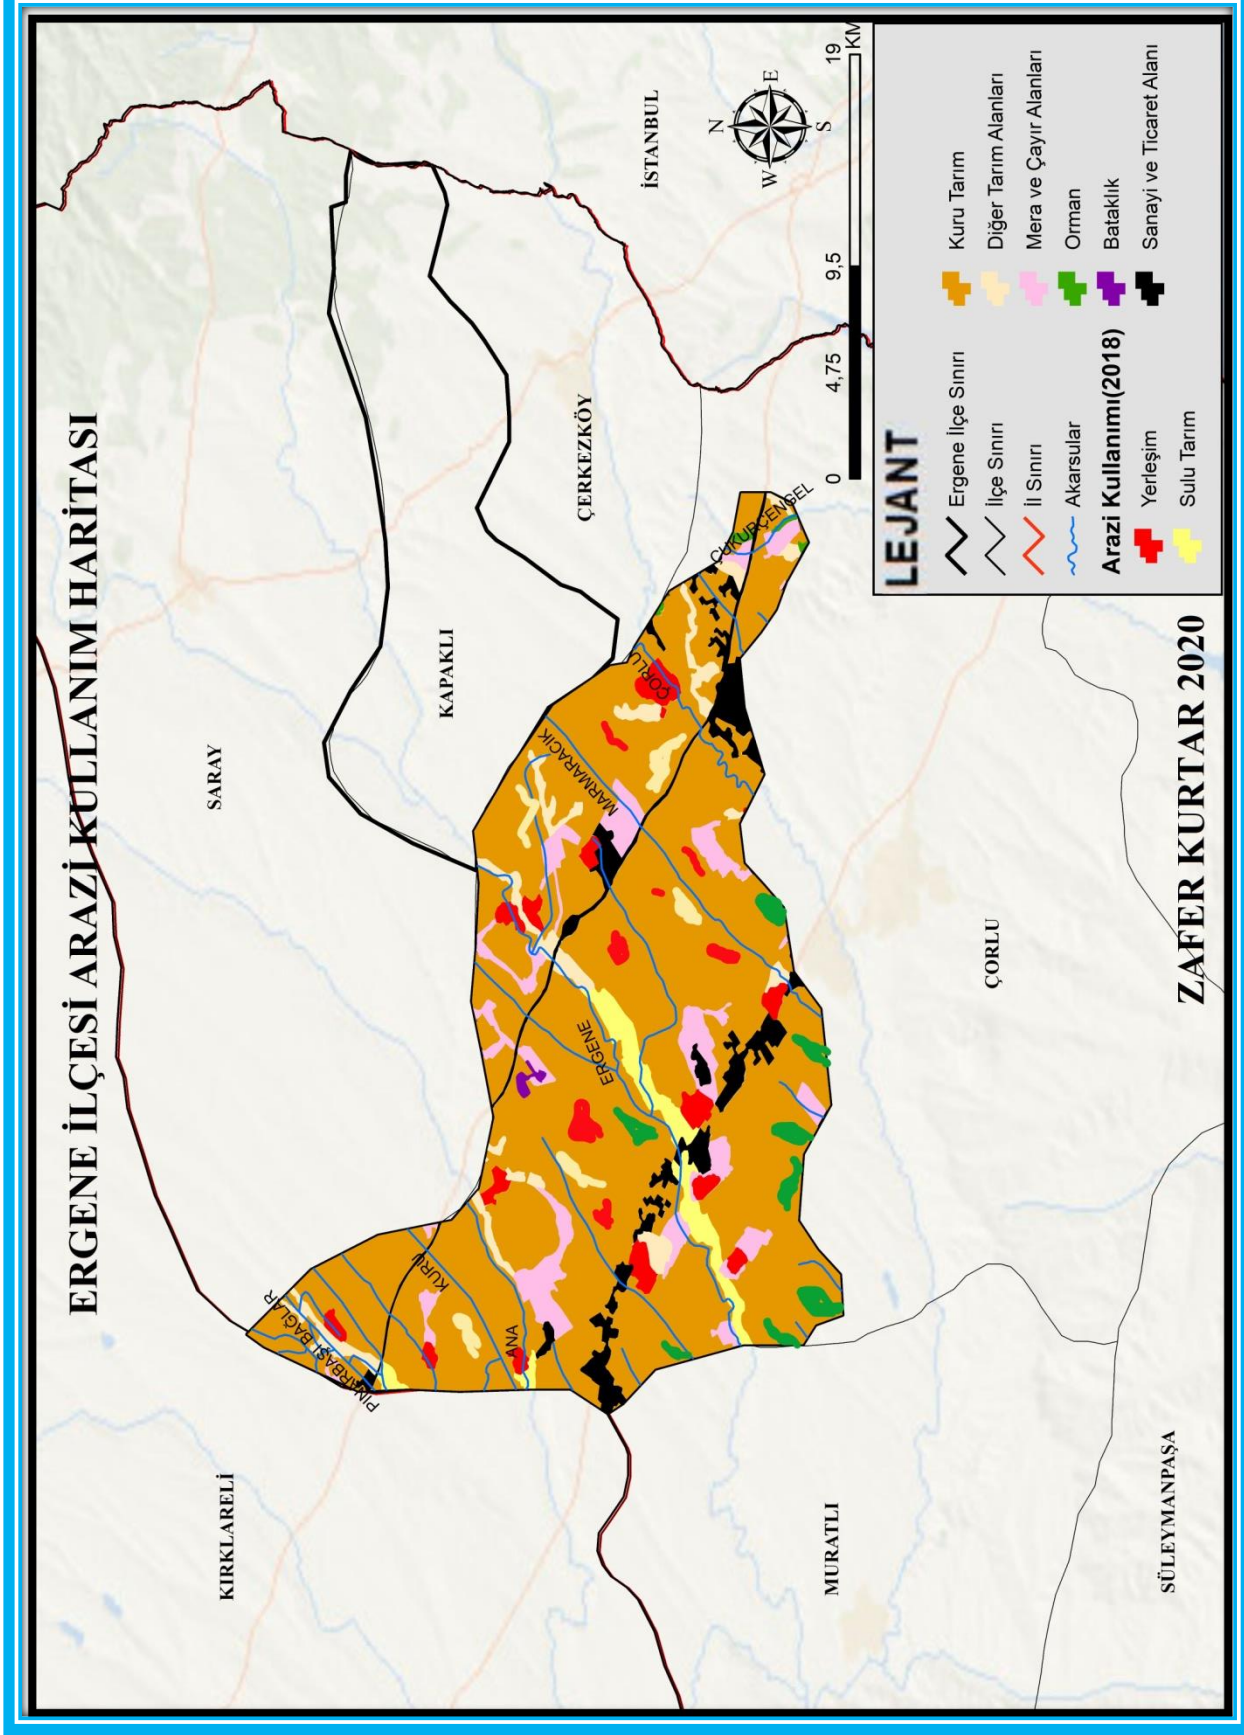 ERGENE İLÇESİ ARAZİ KULLANIM HARİTASI
KIRKLARELİ
SARAY
KAPAKLI
ÇERKEZKÖY
İSTANBUL
MURATLI
ÇORLU
SÜLEYMANPAŞA
PINARBAŞI BAĞLAR
KURU
ANA
ERGENE
MARMARACIK
ÇORLU
ÇUKURÇENGEL
N
W
E
S
0 4,75 9,5 19
KM
LEJANT
Ergene İlçe Sınırı
İlçe Sınırı
İl Sınırı
Akarsular
Arazi Kullanımı(2018)
Yerleşim
Sulu Tarım
Kuru Tarım
Diğer Tarım Alanları
Mera ve Çayır Alanları
Orman
Bataklık
Sanayi ve Ticaret Alanı
ZAFER KURTAR 2020